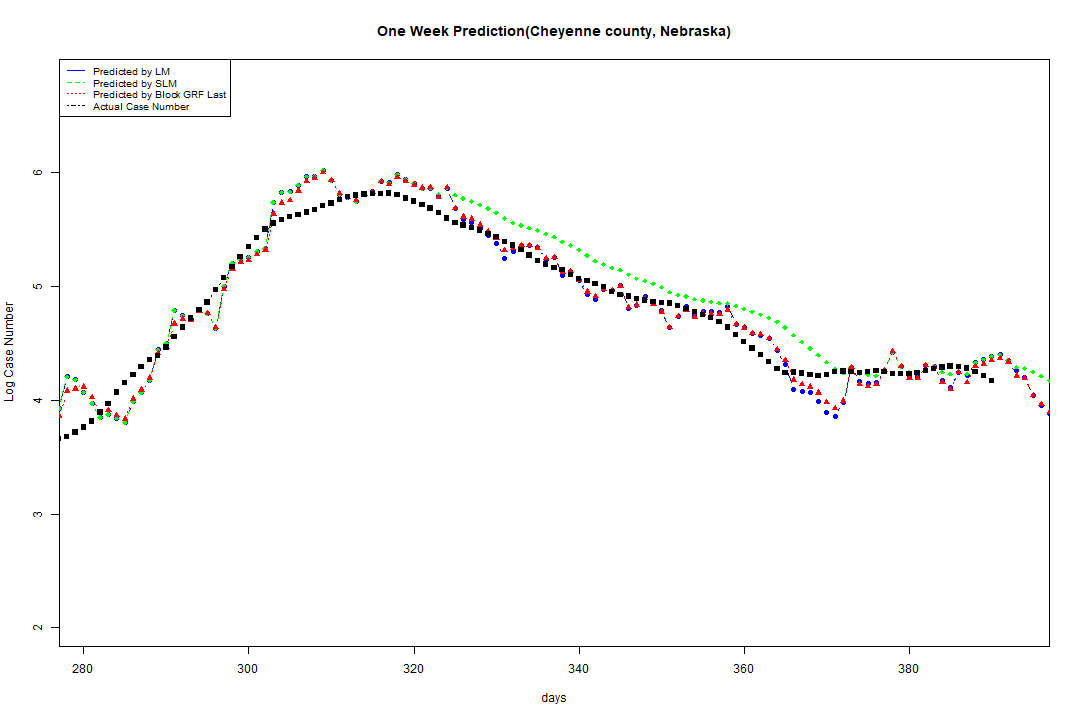 One Week Prediction(Cheyenne county, Nebraska)
Predicted by LM
Predicted by SLM
Predicted by Block GRF Last
Actual Case Number
6
5
4
3
2
Log Case Number
280 300 320 340 360 380
days